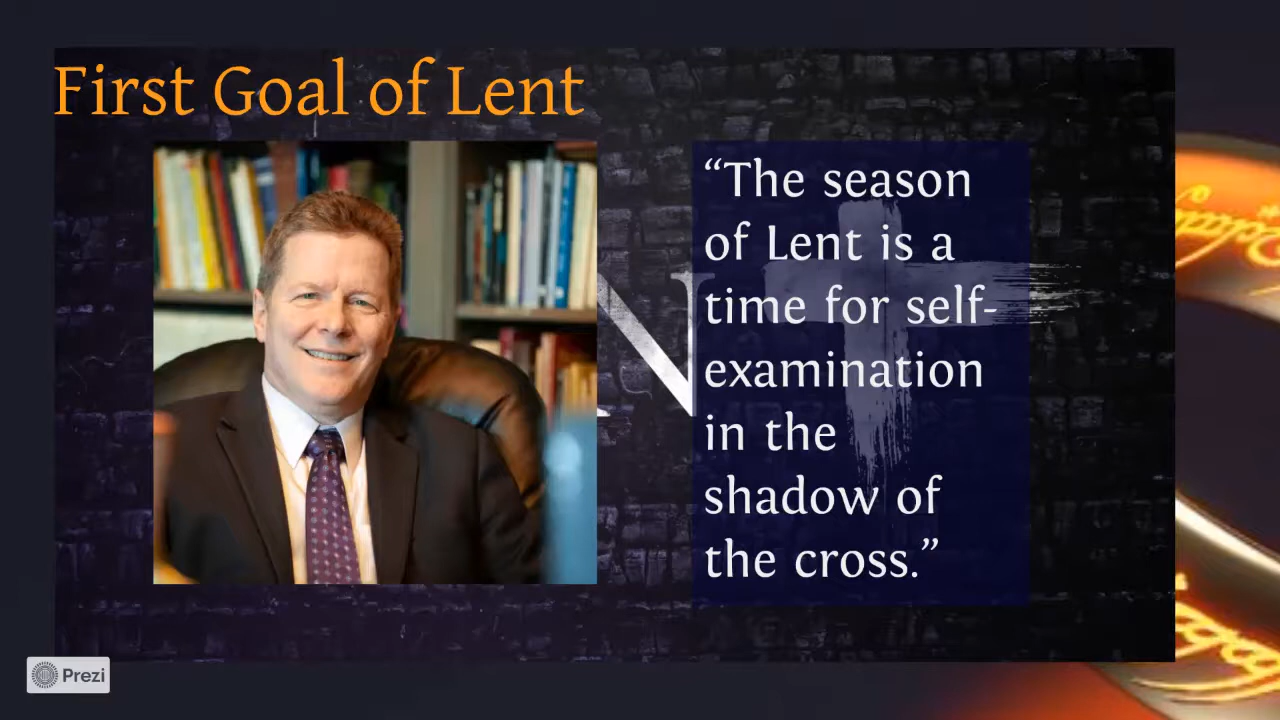 First Goal of Lent
“The season
of Lent is a
time for self-
examination
in the
shadow of
the cross.”
N
Prezi